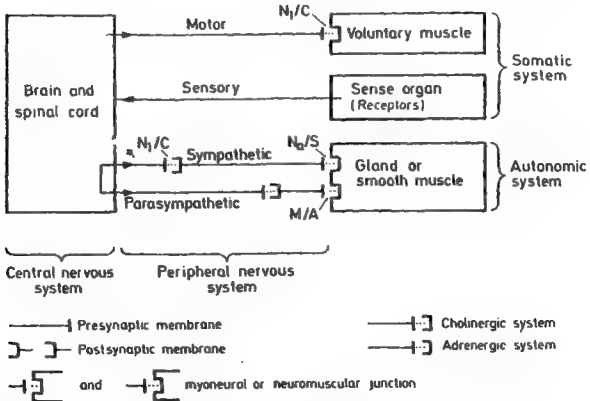 N₁/C
Motor
Voluntary muscle
Somatic
system
Brain and
spinal cord
Sensory
Sense organ
(Receptors)
N₁/C
Sympathetic
Nₐ/S
Gland or
smooth muscle
Autonomic
system
Parasympathetic
M/A
Central nervous
system
Peripheral nervous
system
Presynaptic membrane
Cholinergic system
Postsynaptic membrane
Adrenergic system
and
myoneural or neuromuscular junction